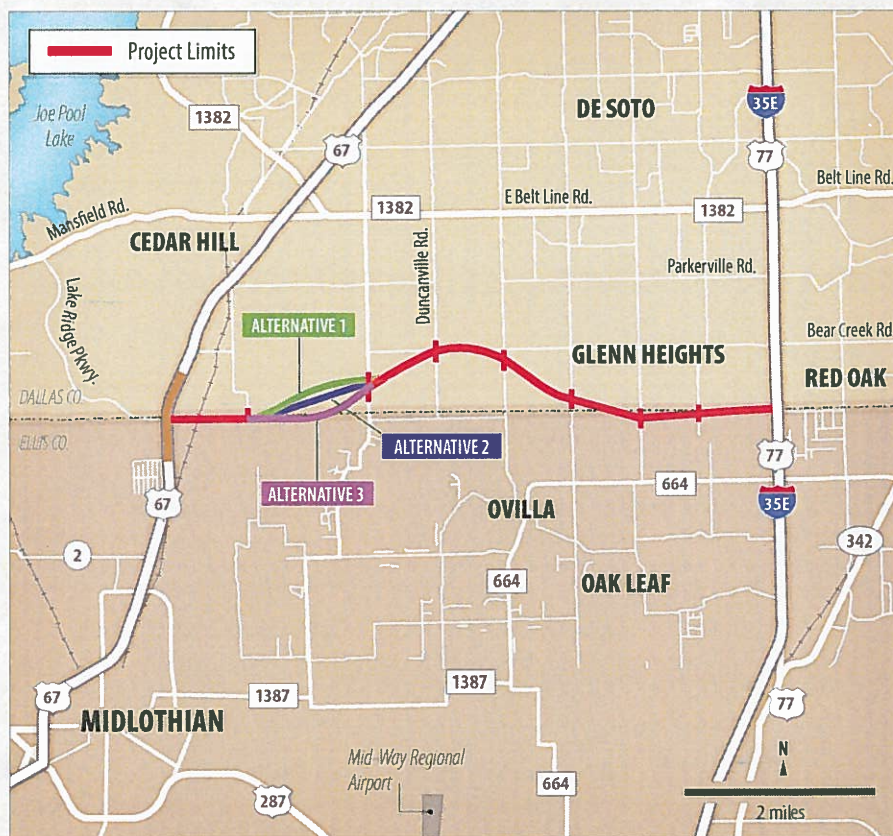 Project Limits
Joe Pool
Lake
1382
67
DE SOTO
35E
77
Mansfield Rd.
CEDAR HILL
1382
E Belt Line Rd.
1382
Belt Line Rd.
Lake Ridge Pkwy.
Duncanville Rd.
Parkerville Rd.
ALTERNATIVE 1
Bear Creek Rd
GLENN HEIGHTS
RED OAK
DALLAS CO.
ELLIS CO.
ALTERNATIVE 2
77
ALTERNATIVE 3
664
67
OVILLA
35E
342
2
664
OAK LEAF
67
1387
1387
77
MIDLOTHIAN
Mid-Way Regional
Airport
N
287
664
2 miles